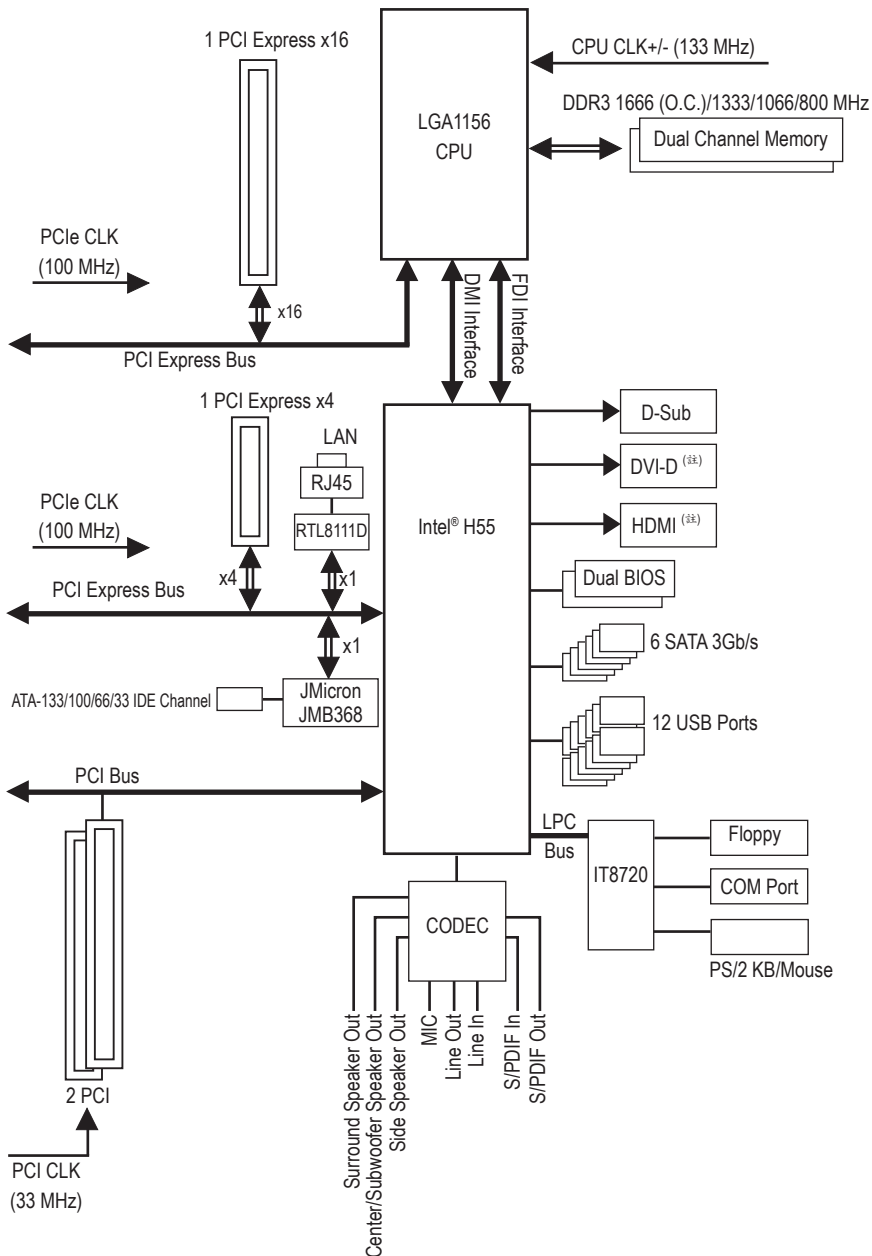 1 PCI Express x16
CPU CLK+/- (133 MHz)
DDR3 1666 (O.C.)/1333/1066/800 MHz
LGA1156
CPU
Dual Channel Memory
PCIe CLK
(100 MHz)
x16
PCI Express Bus
DMI Interface
FDI Interface
1 PCI Express x4
LAN
RJ45
RTL8111D
PCIe CLK
(100 MHz)
x4
x1
PCI Express Bus
x1
ATA-133/100/66/33 IDE Channel
JMicron
JMB368
Intel® H55
D-Sub
DVI-D (註)
HDMI (註)
Dual BIOS
6 SATA 3Gb/s
12 USB Ports
PCI Bus
LPC
Bus
IT8720
Floppy
COM Port
PS/2 KB/Mouse
CODEC
Surround Speaker Out
Center/Subwoofer Speaker Out
Side Speaker Out
MIC
Line Out
Line In
S/PDIF In
S/PDIF Out
2 PCI
PCI CLK
(33 MHz)